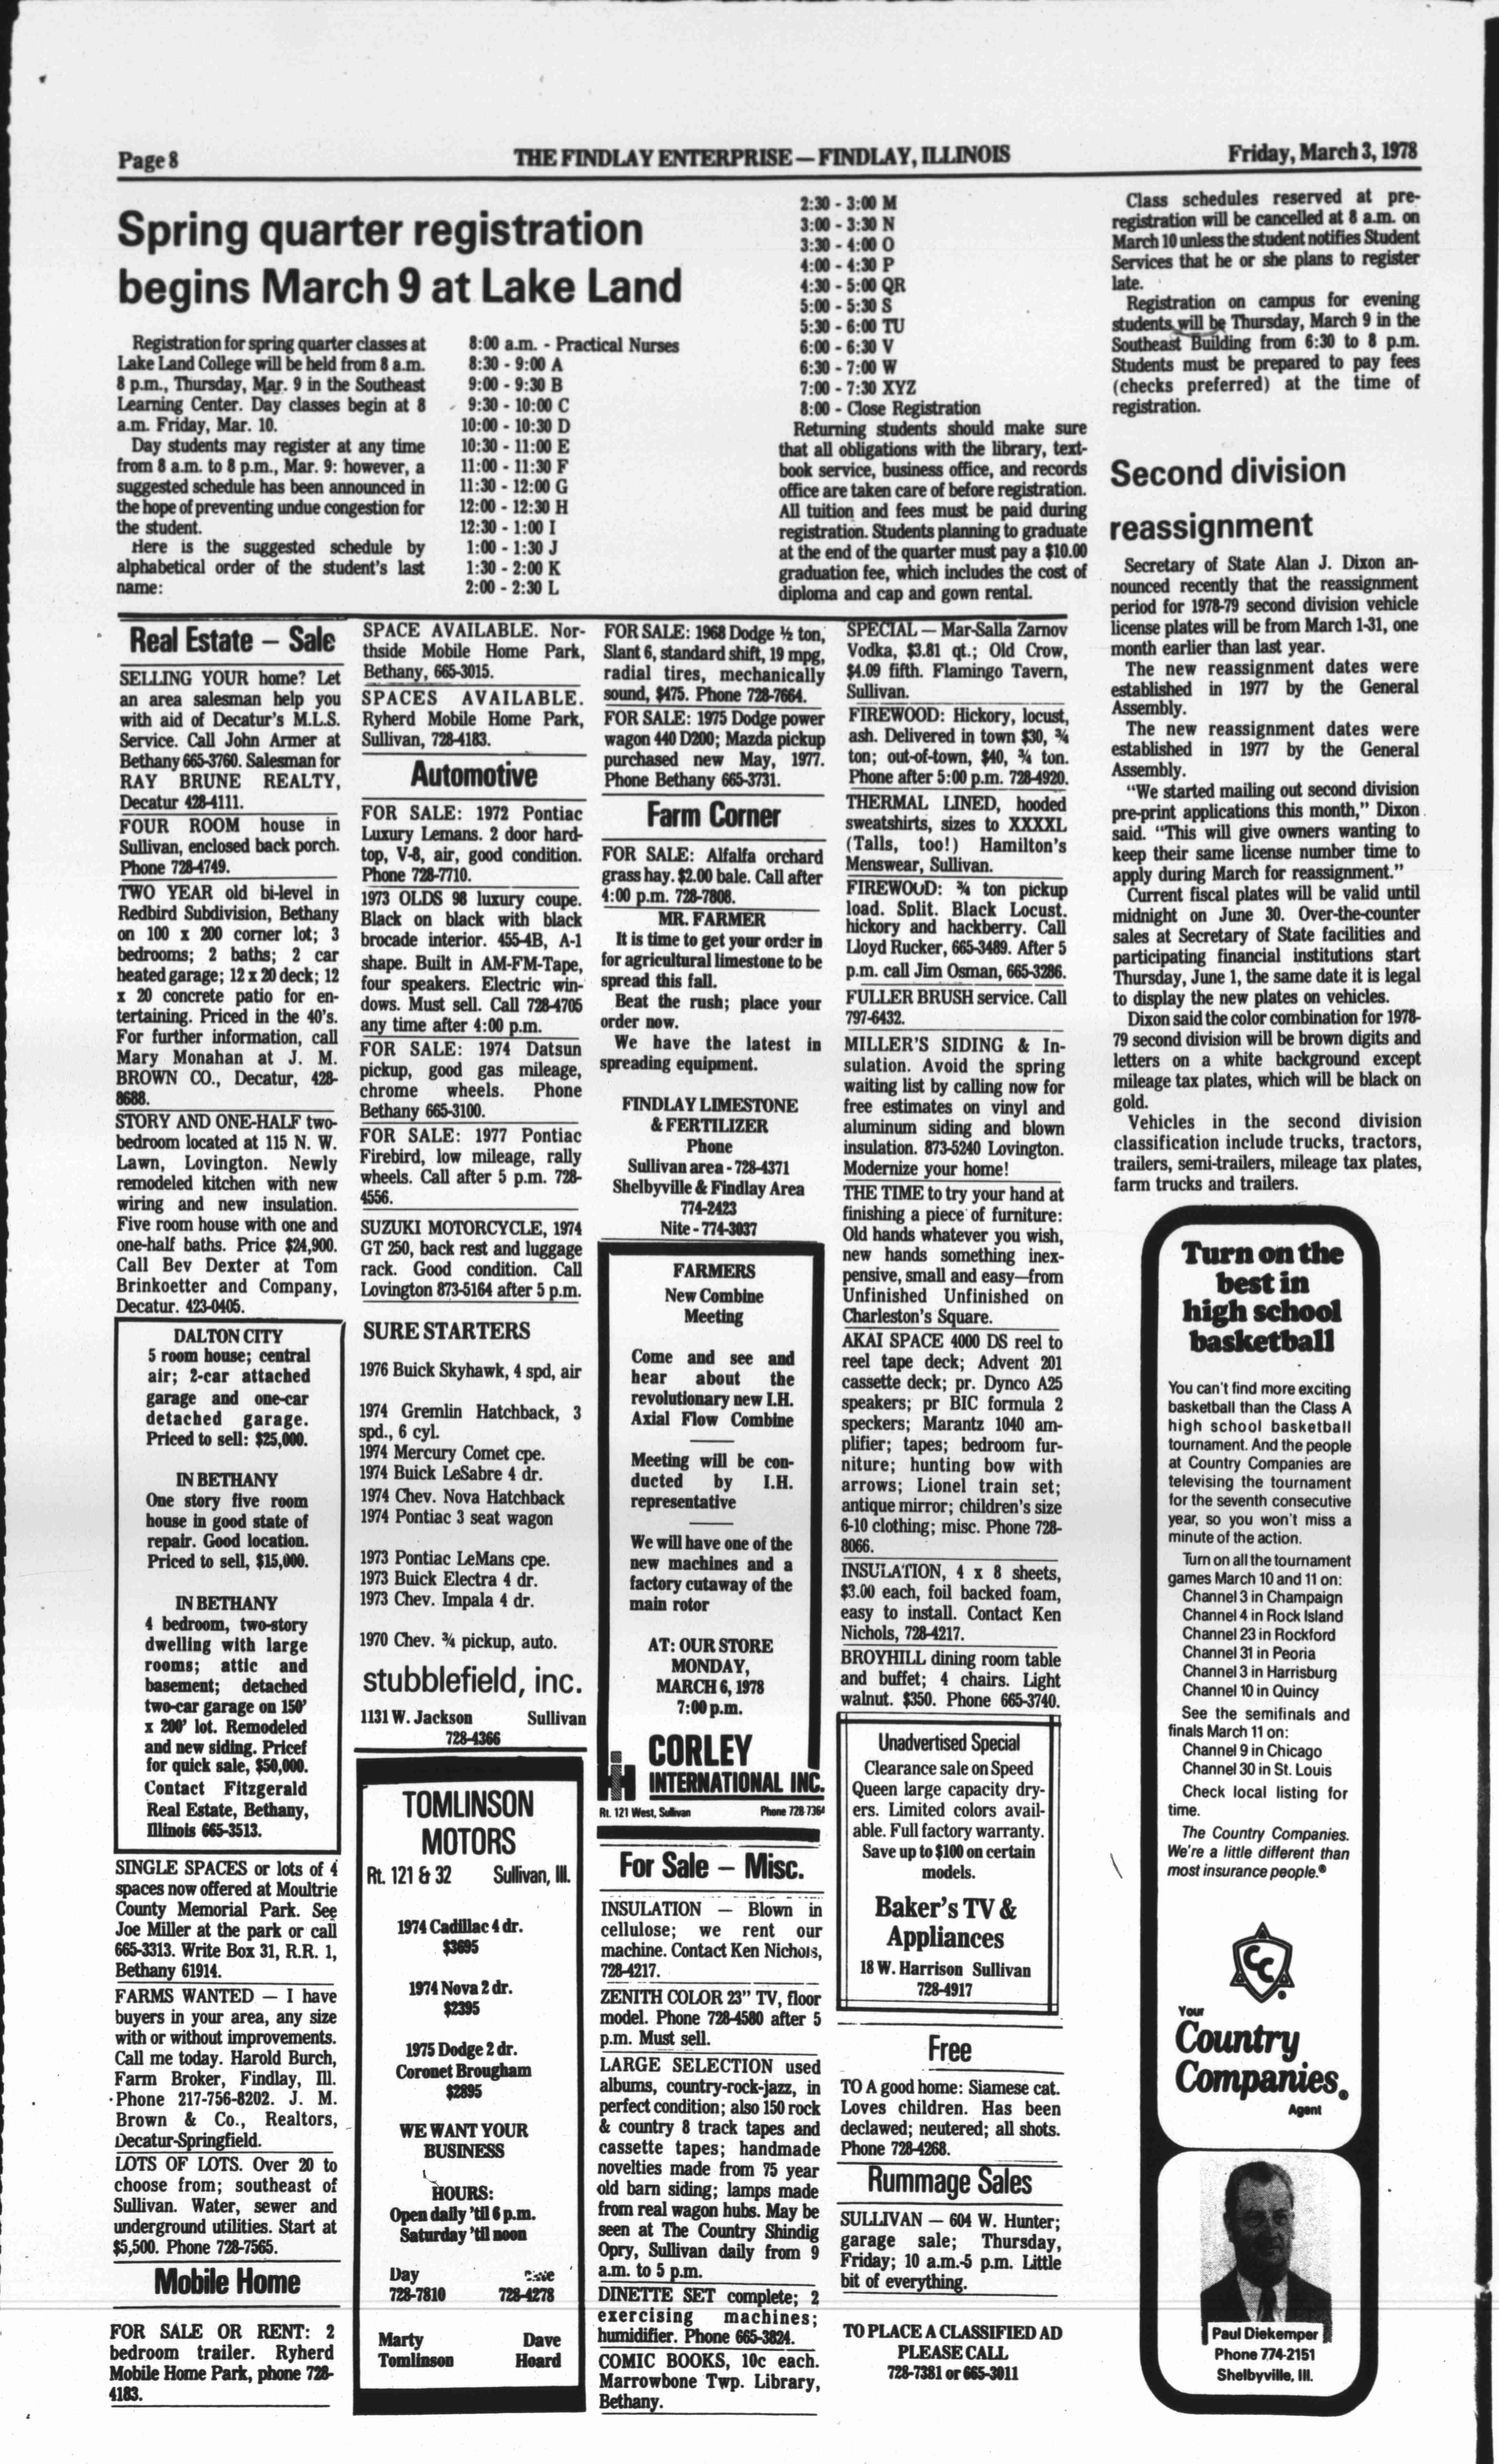 Page 8
THE FINDLAY ENTERPRISE — FINDLAY, ILLINOIS
Friday, March 3, 1978
Spring quarter registration
begins March 9 at Lake Land
Registration for spring quarter classes at
Lake Land College will be held from 8 a.m.
8 p.m., Thursday, Mar. 9 in the Southeast
Learning Center. Day classes begin at 8
a.m. Friday, Mar. 10.
Day students may register at any time
from 8 a.m. to 8 p.m., Mar. 9: however, a
suggested schedule has been announced in
the hope of preventing undue congestion for
the student.
Here is the suggested schedule by
alphabetical order of the student's last
name:
8:00 a.m. - Practical Nurses
8:30 - 9:00 A
9:00 - 9:30 B
9:30 - 10:00 C
10:00 - 10:30 D
10:30 - 11:00 E
11:00 - 11:30 F
11:30 - 12:00 G
12:00 - 12:30 H
12:30 - 1:00 I
1:00 - 1:30 J
1:30 - 2:00 K
2:00 - 2:30 L
2:30 - 3:00 M
3:00 - 3:30 N
3:30 - 4:00 O
4:00 - 4:30 P
4:30 - 5:00 QR
5:00 - 5:30 S
5:30 - 6:00 TU
6:00 - 6:30 V
6:30 - 7:00 W
7:00 - 7:30 XYZ
8:00 - Close Registration
Returning students should make sure
that all obligations with the library, text-
book service, business office, and records
office are taken care of before registration.
All tuition and fees must be paid during
registration. Students planning to graduate
at the end of the quarter must pay a $10.00
graduation fee, which includes the cost of
diploma and cap and gown rental.
Class schedules reserved at pre-
registration will be cancelled at 8 a.m. on
March 10 unless the student notifies Student
Services that he or she plans to register
late.
Registration on campus for evening
students will be Thursday, March 9 in the
Southeast Building from 6:30 to 8 p.m.
Students must be prepared to pay fees
(checks preferred) at the time of
registration.
Second division
reassignment
Secretary of State Alan J. Dixon an-
nounced recently that the reassignment
period for 1978-79 second division vehicle
license plates will be from March 1-31, one
month earlier than last year.
The new reassignment dates were
established in 1977 by the General
Assembly.
The new reassignment dates were
established in 1977 by the General
Assembly.
"We started mailing out second division
pre-print applications this month," Dixon
said. "This will give owners wanting to
keep their same license number time to
apply during March for reassignment."
Current fiscal plates will be valid until
midnight on June 30. Over-the-counter
sales at Secretary of State facilities and
participating financial institutions start
Thursday, June 1, the same date it is legal
to display the new plates on vehicles.
Dixon said the color combination for 1978-
79 second division will be brown digits and
letters on a white background except
mileage tax plates, which will be black on
gold.
Vehicles in the second division
classification include trucks, tractors,
trailers, semi-trailers, mileage tax plates,
farm trucks and trailers.
Real Estate — Sale
SELLING YOUR home? Let
an area salesman help you
with aid of Decatur's M.L.S.
Service. Call John Armer at
Bethany 665-3760. Salesman for
RAY BRUNE REALTY,
Decatur 428-4111.
FOUR ROOM house in
Sullivan, enclosed back porch.
Phone 728-4749.
TWO YEAR old bi-level in
Redbird Subdivision, Bethany
on 100 x 200 corner lot; 3
bedrooms; 2 baths; 2 car
heated garage; 12 x 20 deck; 12
x 20 concrete patio for en-
tertaining. Priced in the 40's.
For further information, call
Mary Monahan at J. M.
BROWN CO., Decatur, 428-
8688.
STORY AND ONE-HALF two-
bedroom located at 115 N. W.
Lawn, Lovington. Newly
remodeled kitchen with new
wiring and new insulation.
Five room house with one and
one-half baths. Price $24,900.
Call Bev Dexter at Tom
Brinkoetter and Company,
Decatur. 423-0405.
DALTON CITY
5 room house; central
air; 2-car attached
garage and one-car
detached garage.
Priced to sell: $25,000.
IN BETHANY
One story five room
house in good state of
repair. Good location.
Priced to sell, $15,000.
IN BETHANY
4 bedroom, two-story
dwelling with large
rooms; attic and
basement; detached
two-car garage on 150'
x 200' lot. Remodeled
and new siding. Pricef
for quick sale, $50,000.
Contact Fitzgerald
Real Estate, Bethany,
Illinois 665-3513.
SINGLE SPACES or lots of 4
spaces now offered at Moultrie
County Memorial Park. See
Joe Miller at the park or call
665-3313. Write Box 31, R.R. 1,
Bethany 61914.
FARMS WANTED — I have
buyers in your area, any size
with or without improvements.
Call me today. Harold Burch,
Farm Broker, Findlay, Ill.
Phone 217-756-8202. J. M.
Brown & Co., Realtors,
Decatur-Springfield.
LOTS OF LOTS. Over 20 to
choose from; southeast of
Sullivan. Water, sewer and
underground utilities. Start at
$5,500. Phone 728-7565.
Mobile Home
FOR SALE OR RENT: 2
bedroom trailer. Ryherd
Mobile Home Park, phone 728-
4183.
SPACE AVAILABLE. Nor-
thside Mobile Home Park,
Bethany, 665-3015.
SPACES AVAILABLE.
Ryherd Mobile Home Park,
Sullivan, 728-4183.
Automotive
FOR SALE: 1972 Pontiac
Luxury Lemans. 2 door hard-
top, V-8, air, good condition.
Phone 728-7710.
1973 OLDS 98 luxury coupe.
Black on black with black
brocade interior. 455-4B, A-1
shape. Built in AM-FM-Tape,
four speakers. Electric win-
dows. Must sell. Call 728-4705
any time after 4:00 p.m.
FOR SALE: 1974 Datsun
pickup, good gas mileage,
chrome wheels. Phone
Bethany 665-3100.
FOR SALE: 1977 Pontiac
Firebird, low mileage, rally
wheels. Call after 5 p.m. 728-
4556.
SUZUKI MOTORCYCLE, 1974
GT 250, back rest and luggage
rack. Good condition. Call
Lovington 873-5164 after 5 p.m.
SURE STARTERS
1976 Buick Skyhawk, 4 spd, air
1974 Gremlin Hatchback, 3
spd., 6 cyl.
1974 Mercury Comet cpe.
1974 Buick LeSabre 4 dr.
1974 Chev. Nova Hatchback
1974 Pontiac 3 seat wagon
1973 Pontiac LeMans cpe.
1973 Buick Electra 4 dr.
1973 Chev. Impala 4 dr.
1970 Chev. ¾ pickup, auto.
stubblefield, inc.
1131 W. Jackson Sullivan
728-4366
TOMLINSON
MOTORS
Rt. 121 & 32 Sullivan, Ill.
1974 Cadillac 4 dr.
$3695
1974 Nova 2 dr.
$2395
1975 Dodge 2 dr.
Coronet Brougham
$2895
WE WANT YOUR
BUSINESS
HOURS:
Open daily 'til 6 p.m.
Saturday 'til noon
Day
728-7810 728-4278
Marty Dave
Tomlinson Hoard
FOR SALE: 1968 Dodge ½ ton,
Slant 6, standard shift, 19 mpg,
radial tires, mechanically
sound, $475. Phone 728-7664.
FOR SALE: 1975 Dodge power
wagon 440 D200; Mazda pickup
purchased new May, 1977.
Phone Bethany 665-3731.
Farm Corner
FOR SALE: Alfalfa orchard
grass hay. $2.00 bale. Call after
4:00 p.m. 728-7808.
MR. FARMER
It is time to get your order in
for agricultural limestone to be
spread this fall.
Beat the rush; place your
order now.
We have the latest in
spreading equipment.
FINDLAY LIMESTONE
& FERTILIZER
Phone
Sullivan area - 728-4371
Shelbyville & Findlay Area
774-2423
Nite - 774-3037
FARMERS
New Combine
Meeting
Come and see and
hear about the
revolutionary new I.H.
Axial Flow Combine
Meeting will be con-
ducted by I.H.
representative
We will have one of the
new machines and a
factory cutaway of the
main rotor
AT: OUR STORE
MONDAY,
MARCH 6, 1978
7:00 p.m.
CORLEY
INTERNATIONAL INC.
Rt. 121 West, Sullivan Phone 728-7364
For Sale — Misc.
INSULATION — Blown in
cellulose; we rent our
machine. Contact Ken Nichols,
728-4217.
ZENITH COLOR 23" TV, floor
model. Phone 728-4580 after 5
p.m. Must sell.
LARGE SELECTION used
albums, country-rock-jazz, in
perfect condition; also 150 rock
& country 8 track tapes and
cassette tapes; handmade
novelties made from 75 year
old barn siding; lamps made
from real wagon hubs. May be
seen at The Country Shindig
Opry, Sullivan daily from 9
a.m. to 5 p.m.
DINETTE SET complete; 2
exercising machines;
humidifier. Phone 665-3824.
COMIC BOOKS, 10c each.
Marrowbone Twp. Library,
Bethany.
SPECIAL — Mar-Salla Zarnov
Vodka, $3.81 qt.; Old Crow,
$4.09 fifth. Flamingo Tavern,
Sullivan.
FIREWOOD: Hickory, locust,
ash. Delivered in town $30, ¾
ton; out-of-town, $40, ¾ ton.
Phone after 5:00 p.m. 728-4920.
THERMAL LINED, hooded
sweatshirts, sizes to XXXXL
(Talls, too!) Hamilton's
Menswear, Sullivan.
FIREWOOD: ¾ ton pickup
load. Split. Black Locust,
hickory and hackberry. Call
Lloyd Rucker, 665-3489. After 5
p.m. call Jim Osman, 665-3286.
FULLER BRUSH service. Call
797-6432.
MILLER'S SIDING & In-
sulation. Avoid the spring
waiting list by calling now for
free estimates on vinyl and
aluminum siding and blown
insulation. 873-5240 Lovington.
Modernize your home!
THE TIME to try your hand at
finishing a piece of furniture:
Old hands whatever you wish,
new hands something inex-
pensive, small and easy—from
Unfinished Unfinished on
Charleston's Square.
AKAI SPACE 4000 DS reel to
reel tape deck; Advent 201
cassette deck; pr. Dynco A25
speakers; pr BIC formula 2
speckers; Marantz 1040 am-
plifier; tapes; bedroom fur-
niture; hunting bow with
arrows; Lionel train set;
antique mirror; children's size
6-10 clothing; misc. Phone 728-
8066.
INSULATION, 4 x 8 sheets,
$3.00 each, foil backed foam,
easy to install. Contact Ken
Nichols, 728-4217.
BROYHILL dining room table
and buffet; 4 chairs. Light
walnut. $350. Phone 665-3740.
Unadvertised Special
Clearance sale on Speed
Queen large capacity dry-
ers. Limited colors avail-
able. Full factory warranty.
Save up to $100 on certain
models.
Baker's TV &
Appliances
18 W. Harrison Sullivan
728-4917
Free
TO A good home: Siamese cat.
Loves children. Has been
declawed; neutered; all shots.
Phone 728-4268.
Rummage Sales
SULLIVAN — 604 W. Hunter;
garage sale; Thursday,
Friday; 10 a.m.-5 p.m. Little
bit of everything.
TO PLACE A CLASSIFIED AD
PLEASE CALL
728-7381 or 665-3011
Turn on the
best in
high school
basketball
You can't find more exciting
basketball than the Class A
high school basketball
tournament. And the people
at Country Companies are
televising the tournament
for the seventh consecutive
year, so you won't miss a
minute of the action.
Turn on all the tournament
games March 10 and 11 on:
Channel 3 in Champaign
Channel 4 in Rock Island
Channel 23 in Rockford
Channel 31 in Peoria
Channel 3 in Harrisburg
Channel 10 in Quincy
See the semifinals and
finals March 11 on:
Channel 9 in Chicago
Channel 30 in St. Louis
Check local listing for
time.
The Country Companies.
We're a little different than
most insurance people.®
CC
Your
Country
Companies.
Agent
Paul Diekemper
Phone 774-2151
Shelbyville, Ill.